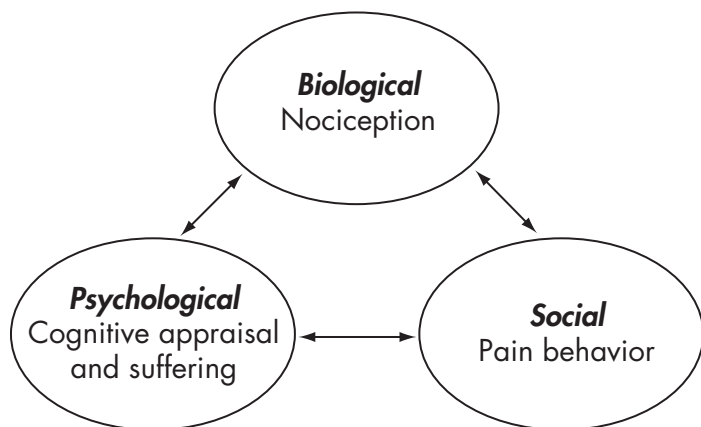 Biological
Nociception
Psychological
Cognitive appraisal
and suffering
Social
Pain behavior